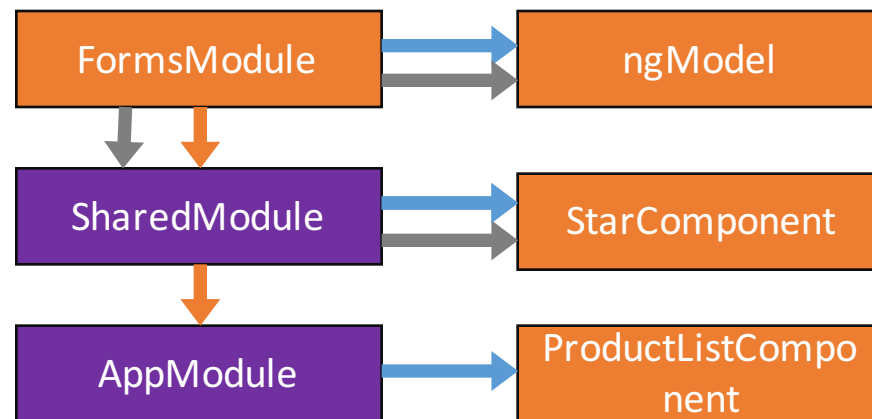 FormsModule
ngModel
SharedModule
StarComponent
AppModule
ProductListCompo
nent